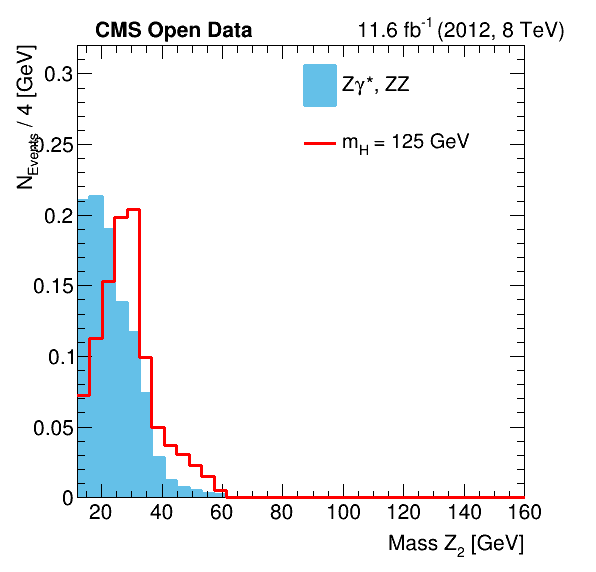 CMS Open Data 11.6 fb-1 (2012, 8 TeV)
NEvents / 4 [GeV]
0.3
0.25
0.2
0.15
0.1
0.05
0
Zγ*, ZZ
mH = 125 GeV
20 40 60 80 100 120 140 160
Mass Z2 [GeV]